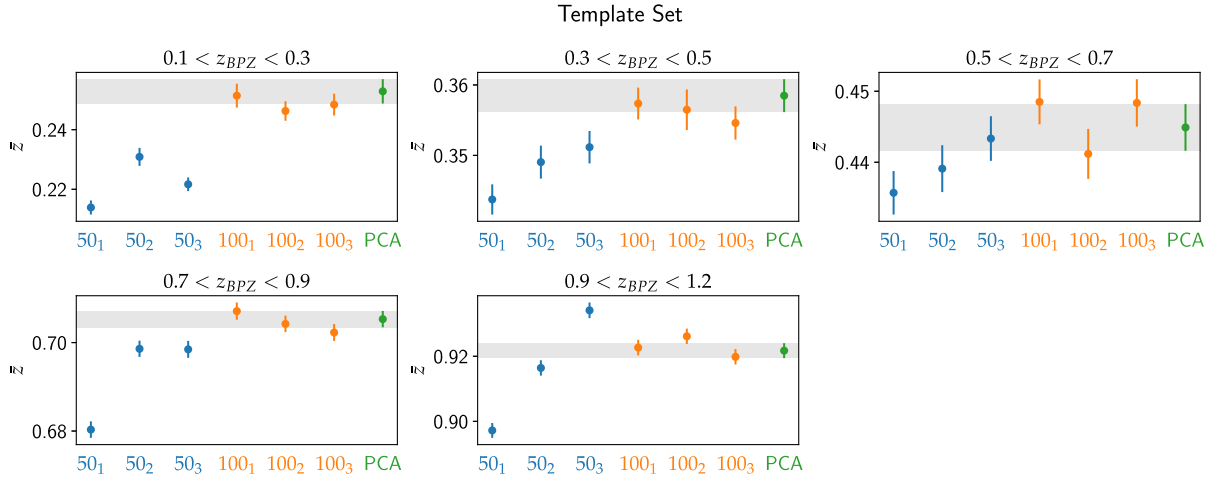 Template Set
0.1 < z_BPZ < 0.3
z̄
0.24
0.22
50₁ 50₂ 50₃ 100₁ 100₂ 100₃ PCA
0.3 < z_BPZ < 0.5
z̄
0.36
0.35
50₁ 50₂ 50₃ 100₁ 100₂ 100₃ PCA
0.5 < z_BPZ < 0.7
z̄
0.45
0.44
50₁ 50₂ 50₃ 100₁ 100₂ 100₃ PCA
0.7 < z_BPZ < 0.9
z̄
0.70
0.68
50₁ 50₂ 50₃ 100₁ 100₂ 100₃ PCA
0.9 < z_BPZ < 1.2
z̄
0.92
0.90
50₁ 50₂ 50₃ 100₁ 100₂ 100₃ PCA